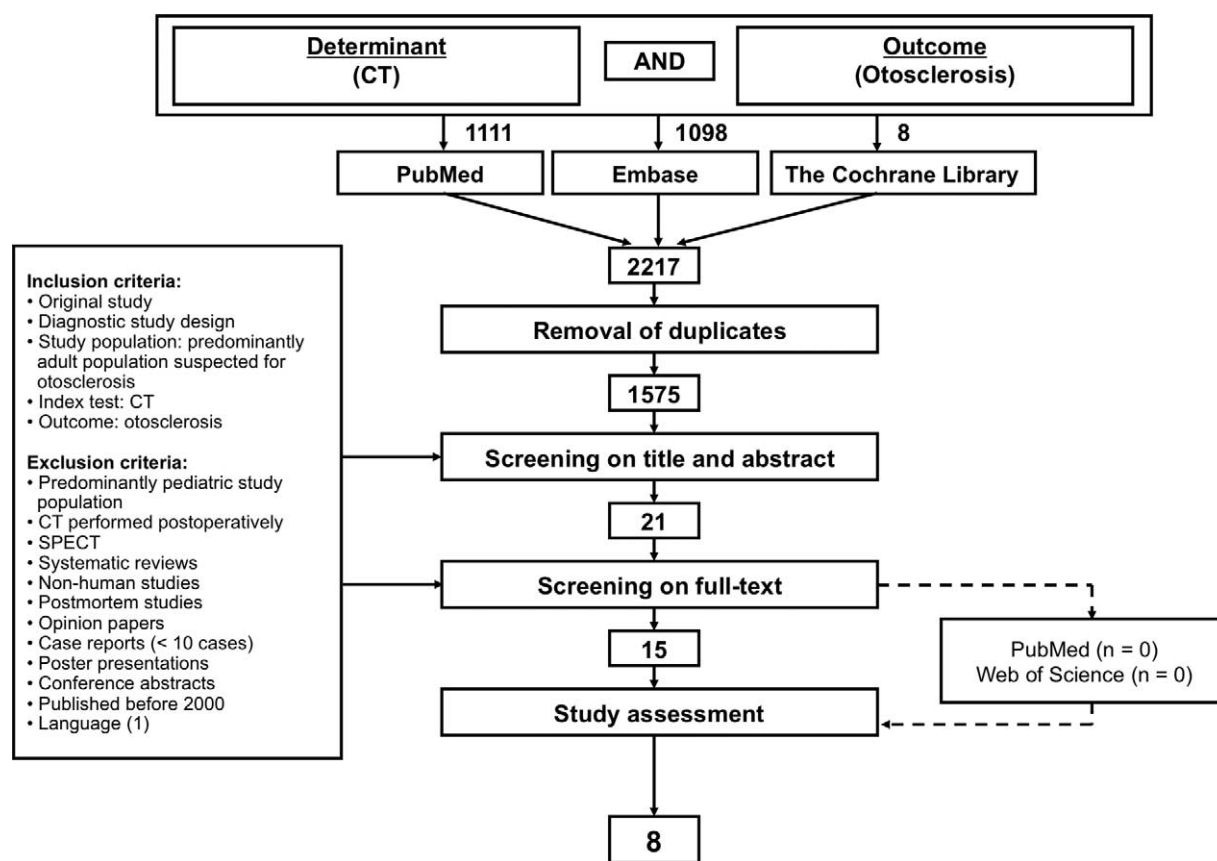 Determinant
(CT)
AND
Outcome
(Otosclerosis)
1111
1098
8
PubMed
Embase
The Cochrane Library
2217
Removal of duplicates
1575
Inclusion criteria:
• Original study
• Diagnostic study design
• Study population: predominantly
adult population suspected for
otosclerosis
• Index test: CT
• Outcome: otosclerosis
Exclusion criteria:
• Predominantly pediatric study
population
• CT performed postoperatively
• SPECT
• Systematic reviews
• Non-human studies
• Postmortem studies
• Opinion papers
• Case reports (< 10 cases)
• Poster presentations
• Conference abstracts
• Published before 2000
• Language (1)
Screening on title and abstract
21
Screening on full-text
15
PubMed (n = 0)
Web of Science (n = 0)
Study assessment
8